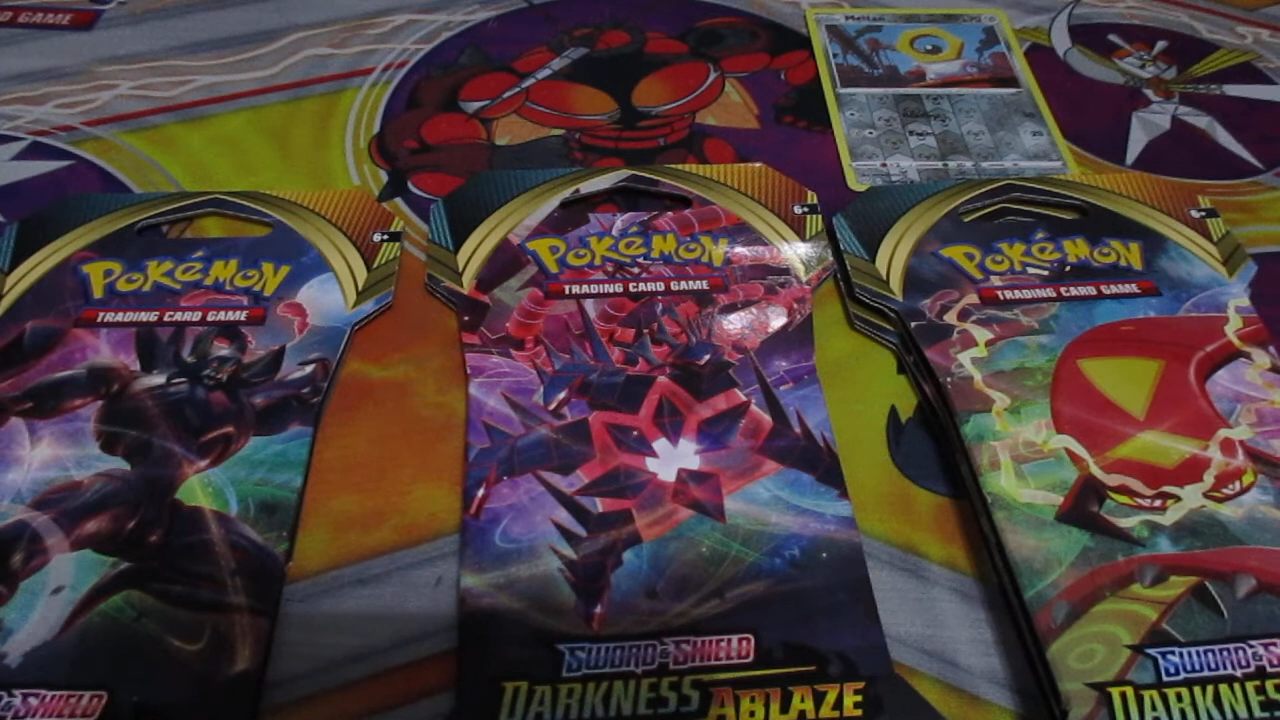 D GAME
Meltan
6+
POKÉMON
TRADING CARD GAME
& SHIELD
6+
POKÉMON
TRADING CARD GAME
SWORD & SHIELD
DARKNESS ABLAZE
6+
POKÉMON
TRADING CARD GAME
SWORD & S
DARKNES